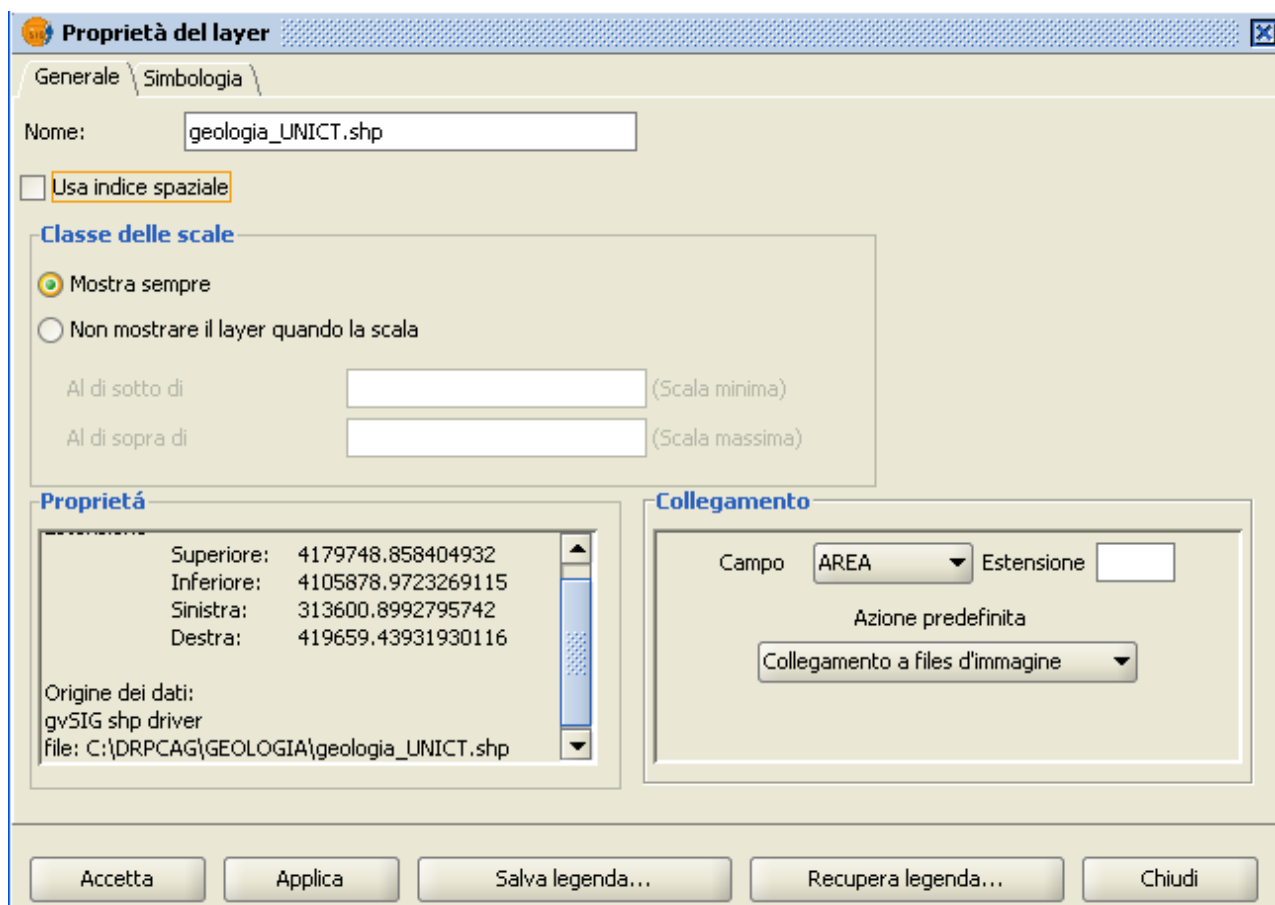 Proprietà del layer
Generale
Simbologia
Nome: geologia_UNICT.shp
Usa indice spaziale
Classe delle scale
Mostra sempre
Non mostrare il layer quando la scala
Al di sotto di (Scala minima)
Al di sopra di (Scala massima)
Proprietá
Superiore: 4179748.858404932
Inferiore: 4105878.9723269115
Sinistra: 313600.8992795742
Destra: 419659.43931930116
Origine dei dati:
gvSIG shp driver
file: C:\DRPCAG\GEOLOGIA\geologia_UNICT.shp
Collegamento
Campo AREA Estensione
Azione predefinita
Collegamento a files d'immagine
Accetta
Applica
Salva legenda...
Recupera legenda...
Chiudi